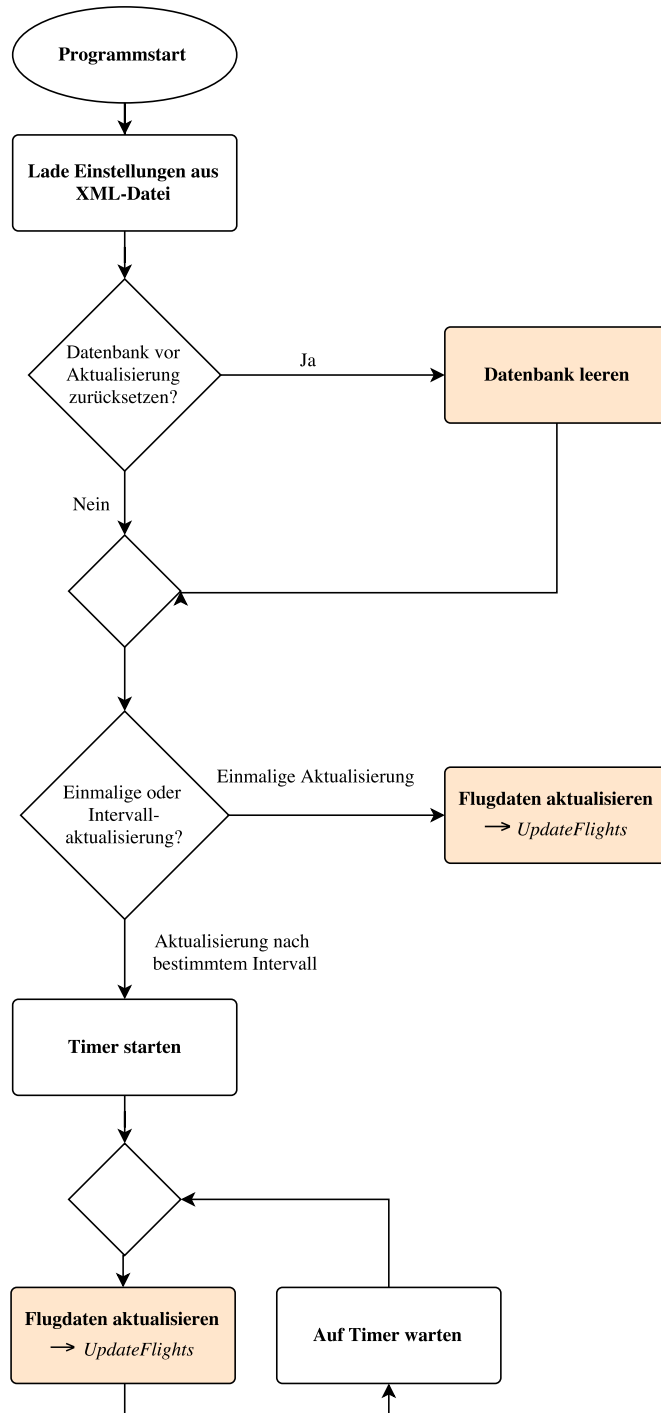 Programmstart
Lade Einstellungen aus
XML-Datei
Datenbank vor
Aktualisierung
zurücksetzen?
Ja
Datenbank leeren
Nein
Einmalige oder
Intervall-
aktualisierung?
Einmalige Aktualisierung
Flugdaten aktualisieren
→ UpdateFlights
Aktualisierung nach
bestimmtem Intervall
Timer starten
Flugdaten aktualisieren
→ UpdateFlights
Auf Timer warten